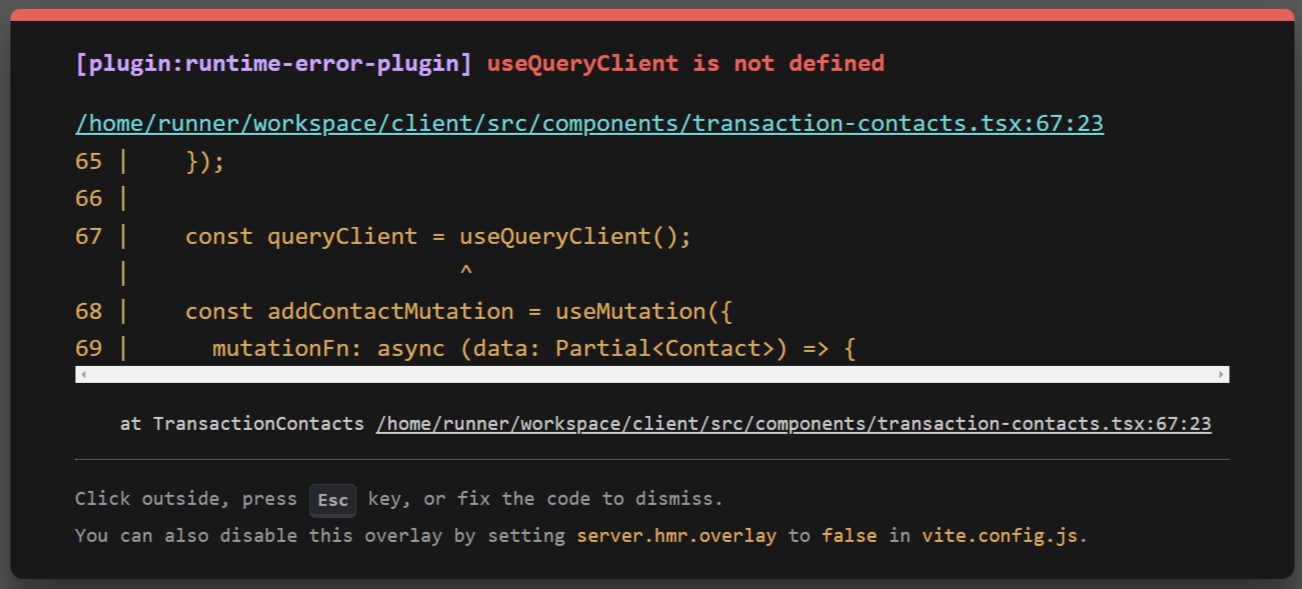 [plugin:runtime-error-plugin] useQueryClient is not defined
/home/runner/workspace/client/src/components/transaction-contacts.tsx:67:23
65 |    });
66 |
67 |    const queryClient = useQueryClient();
   |                        ^
68 |    const addContactMutation = useMutation({
69 |      mutationFn: async (data: Partial<Contact>) => {
at TransactionContacts /home/runner/workspace/client/src/components/transaction-contacts.tsx:67:23
Click outside, press Esc key, or fix the code to dismiss.
You can also disable this overlay by setting server.hmr.overlay to false in vite.config.js.